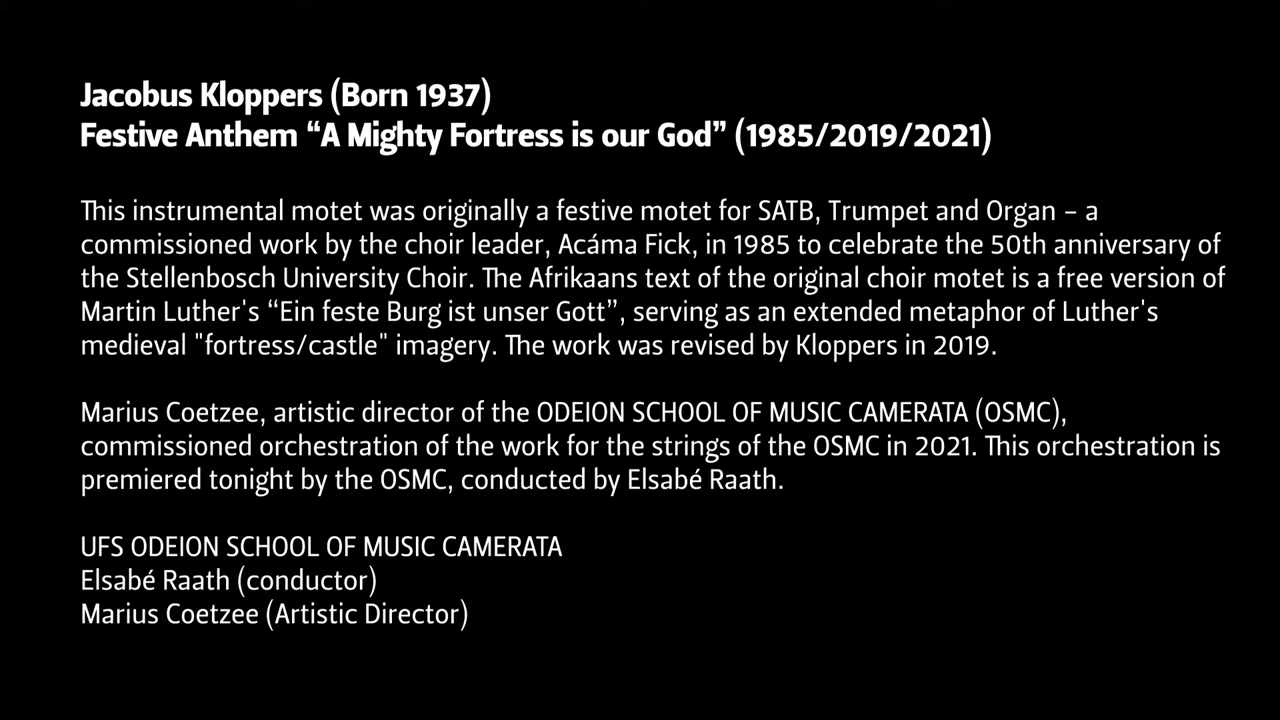 Jacobus Kloppers (Born 1937)
Festive Anthem “A Mighty Fortress is our God” (1985/2019/2021)
This instrumental motet was originally a festive motet for SATB, Trumpet and Organ – a
commissioned work by the choir leader, Acáma Fick, in 1985 to celebrate the 50th anniversary of
the Stellenbosch University Choir. The Afrikaans text of the original choir motet is a free version of
Martin Luther's “Ein feste Burg ist unser Gott”, serving as an extended metaphor of Luther's
medieval "fortress/castle" imagery. The work was revised by Kloppers in 2019.
Marius Coetzee, artistic director of the ODEION SCHOOL OF MUSIC CAMERATA (OSMC),
commissioned orchestration of the work for the strings of the OSMC in 2021. This orchestration is
premiered tonight by the OSMC, conducted by Elsabé Raath.
UFS ODEION SCHOOL OF MUSIC CAMERATA
Elsabé Raath (conductor)
Marius Coetzee (Artistic Director)